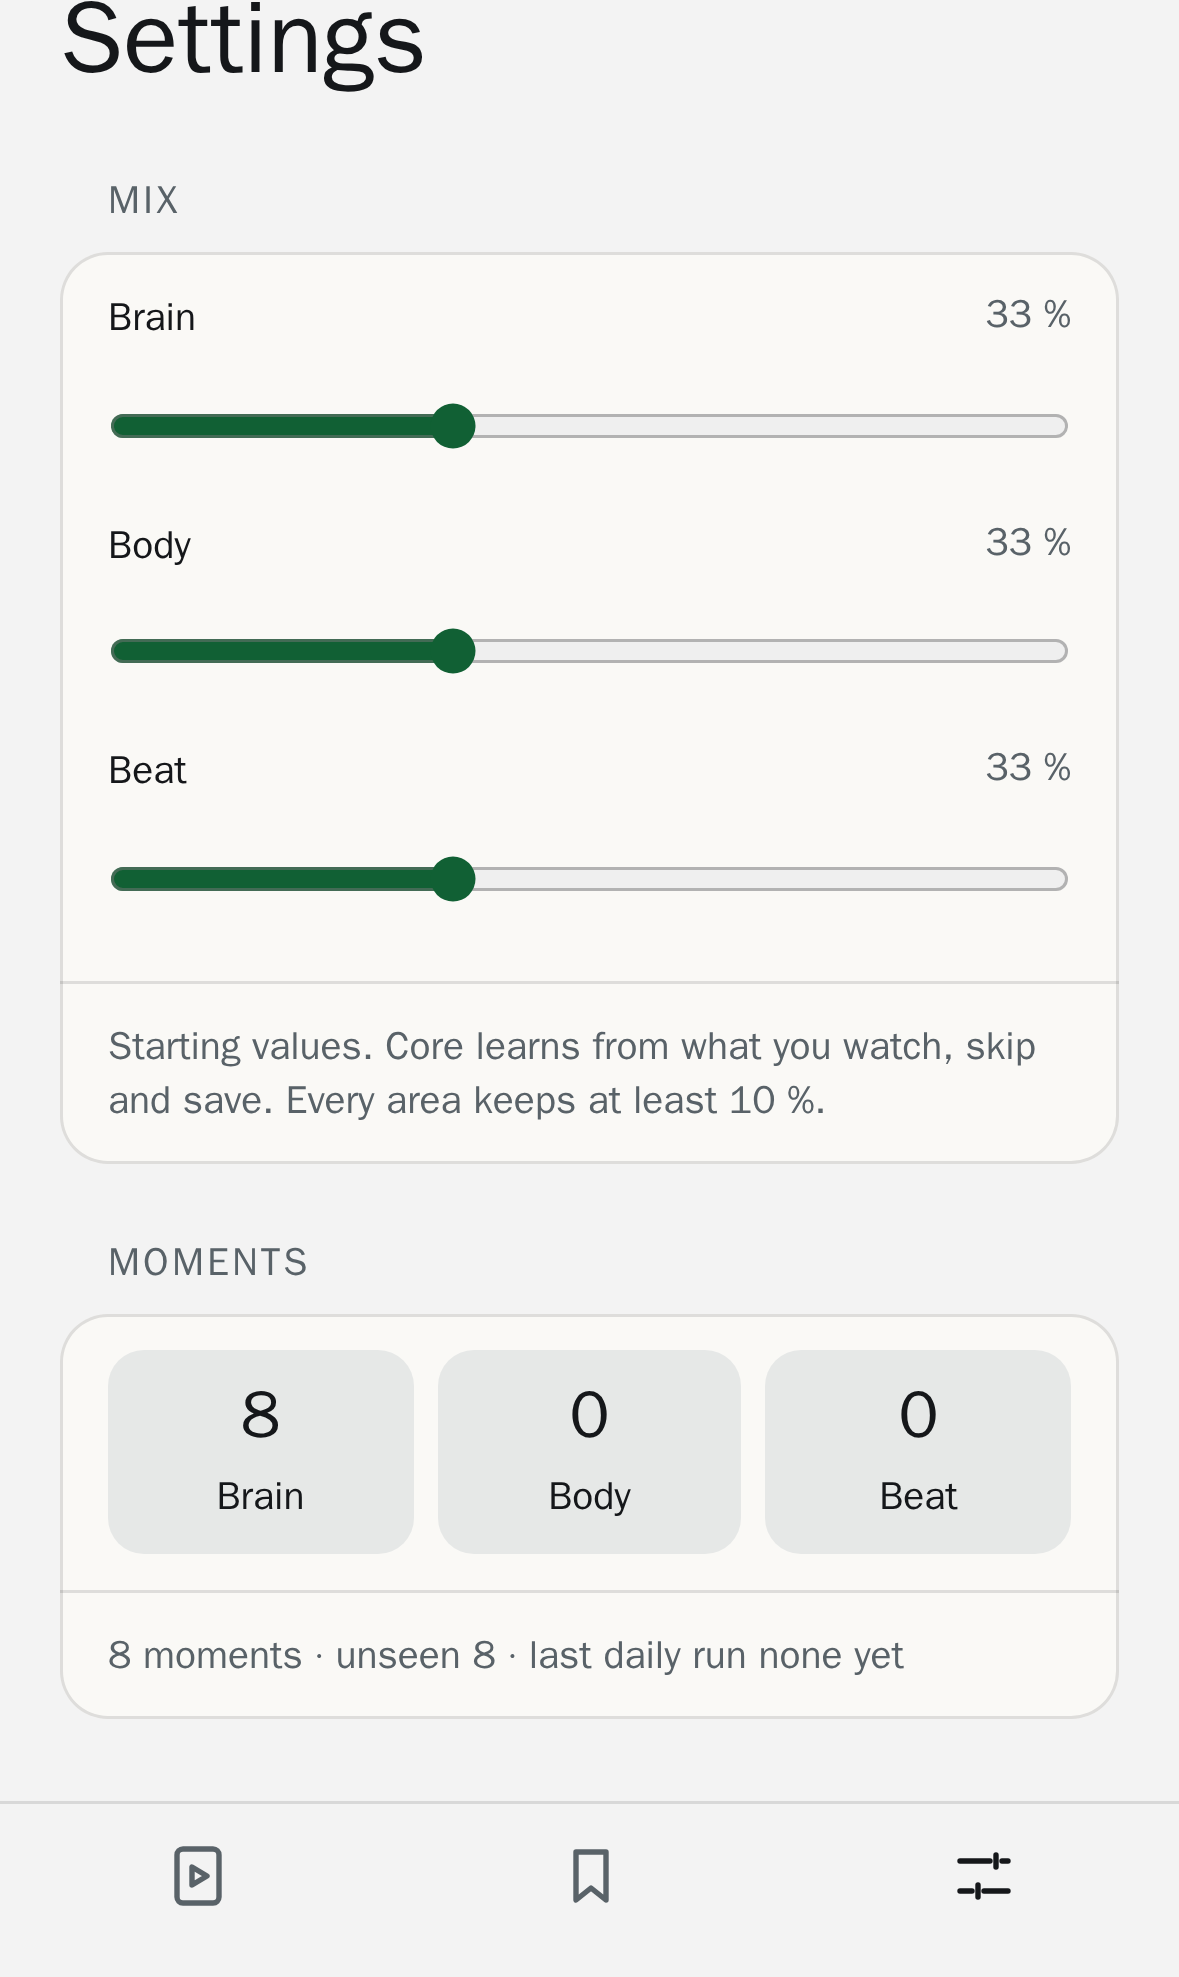 Settings
MIX
Brain 33 %
Body 33 %
Beat 33 %
Starting values. Core learns from what you watch, skip
and save. Every area keeps at least 10 %.
MOMENTS
8 0 0
Brain Body Beat
8 moments · unseen 8 · last daily run none yet